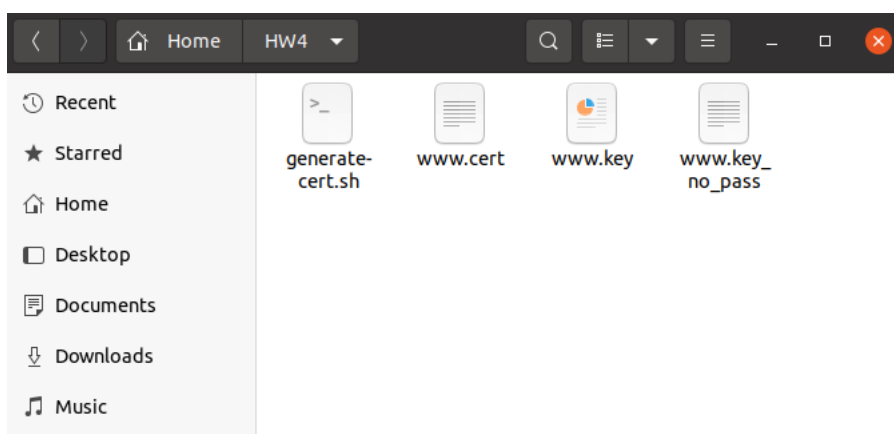 Home HW4
Recent
Starred
Home
Desktop
Documents
Downloads
Music
>_
generate-
cert.sh
www.cert
www.key
www.key_
no_pass